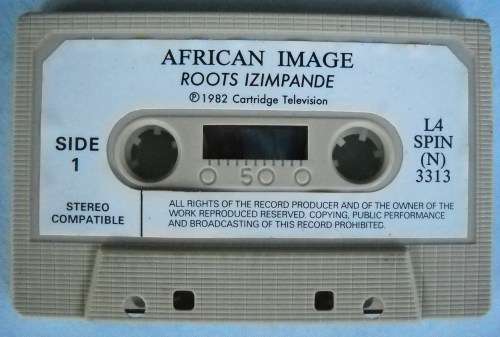 AFRICAN IMAGE
ROOTS IZIMPANDE
Ⓟ 1982 Cartridge Television
SIDE
1
STEREO
COMPATIBLE
50
L4
SPIN
(N)
3313
ALL RIGHTS OF THE RECORD PRODUCER AND OF THE OWNER OF THE
WORK REPRODUCED RESERVED. COPYING, PUBLIC PERFORMANCE
AND BROADCASTING OF THIS RECORD PROHIBITED.